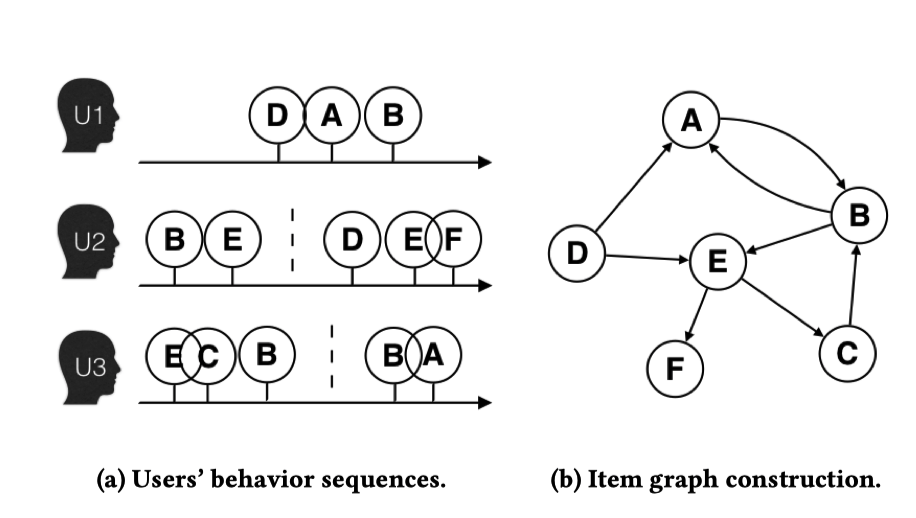 U1
D A B
U2
B E D E F
U3
E C B B A
(a) Users' behavior sequences.
A
B
D
E
F
C
(b) Item graph construction.